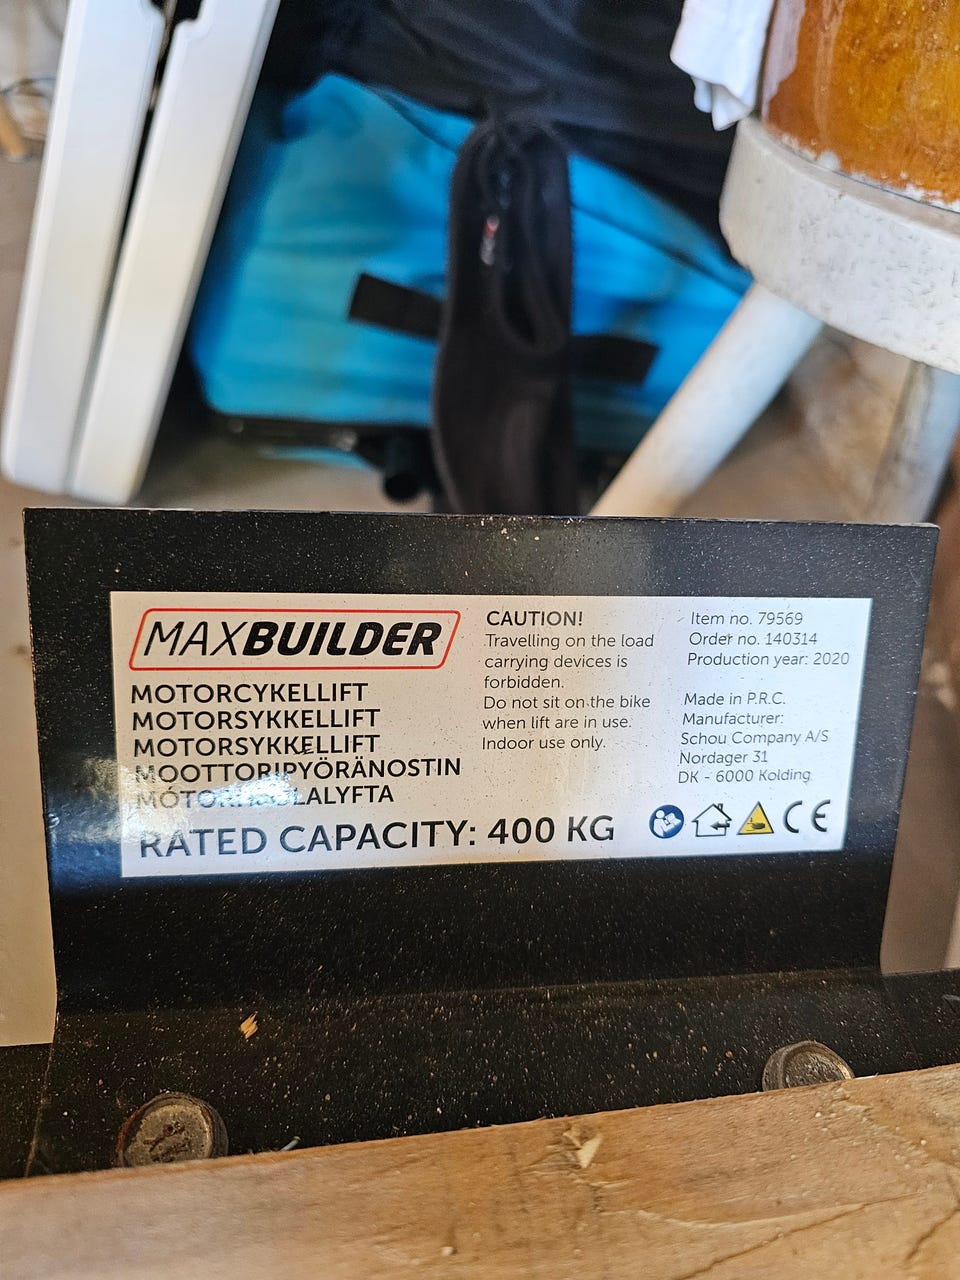 MAXBUILDER
MOTORCYKELLIFT
MOTORSYKKELLIFT
MOTORSYKKELLIFT
MOOTTORIPYÖRÄNOSTIN
RATED CAPACITY: 400 KG
CAUTION!
Travelling on the load
carrying devices is
forbidden.
Do not sit on the bike
when lift are in use.
Indoor use only.
Item no. 79569
Order no. 140314
Production year: 2020
Made in P.R.C.
Manufacturer:
Schou Company A/S
Nordager 31
DK - 6000 Kolding
CE